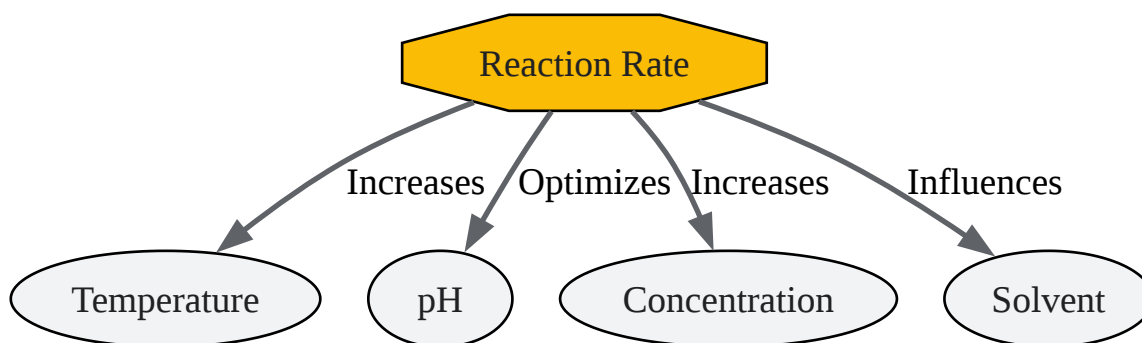 Reaction Rate
Increases Optimizes Increases Influences
Temperature pH Concentration Solvent